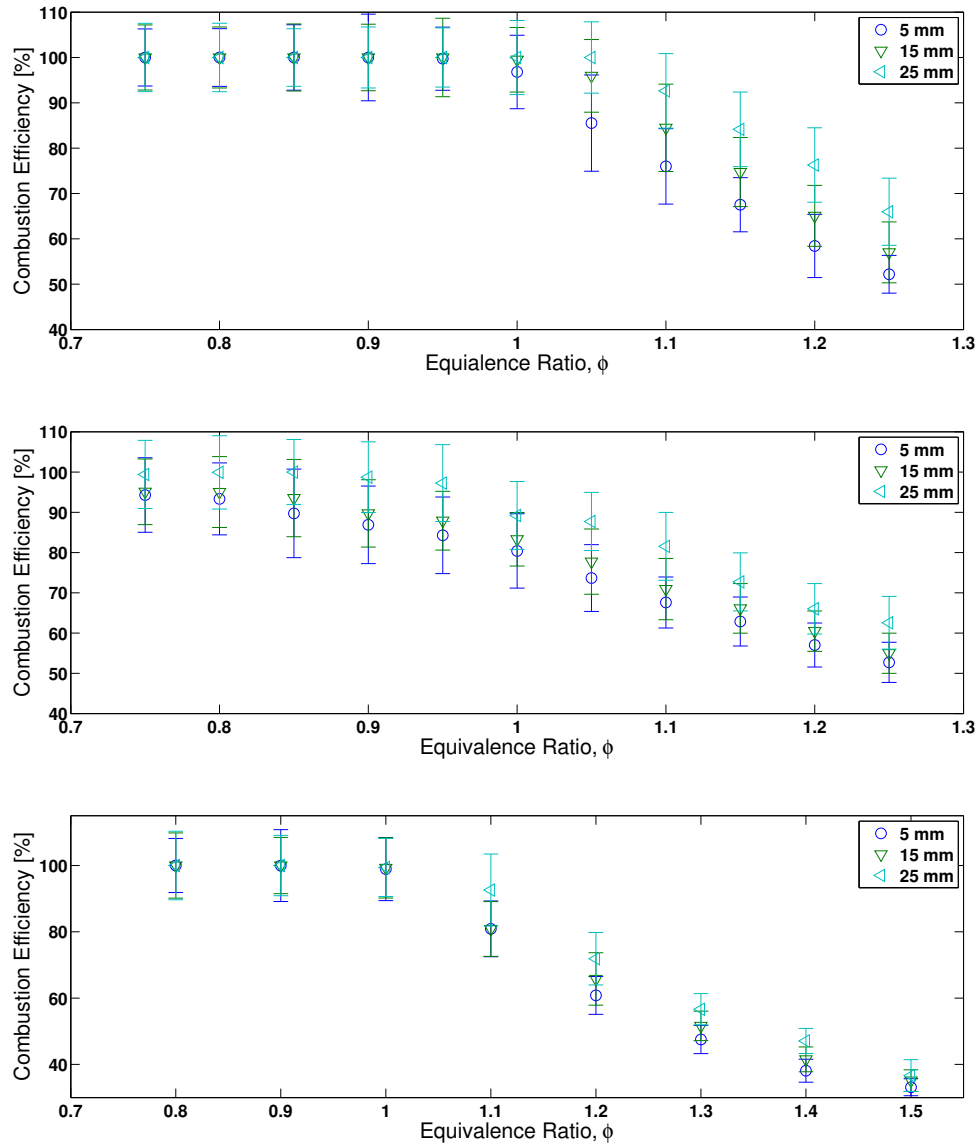 110
100
90
80
70
60
50
40
Combustion Efficiency [%]
0.7
0.8
0.9
1
1.1
1.2
1.3
Equialence Ratio, ϕ
5 mm
15 mm
25 mm
110
100
90
80
70
60
50
40
Combustion Efficiency [%]
0.7
0.8
0.9
1
1.1
1.2
1.3
Equivalence Ratio, ϕ
5 mm
15 mm
25 mm
100
80
60
40
Combustion Efficiency [%]
0.7
0.8
0.9
1
1.1
1.2
1.3
1.4
1.5
Equivalence Ratio, ϕ
5 mm
15 mm
25 mm